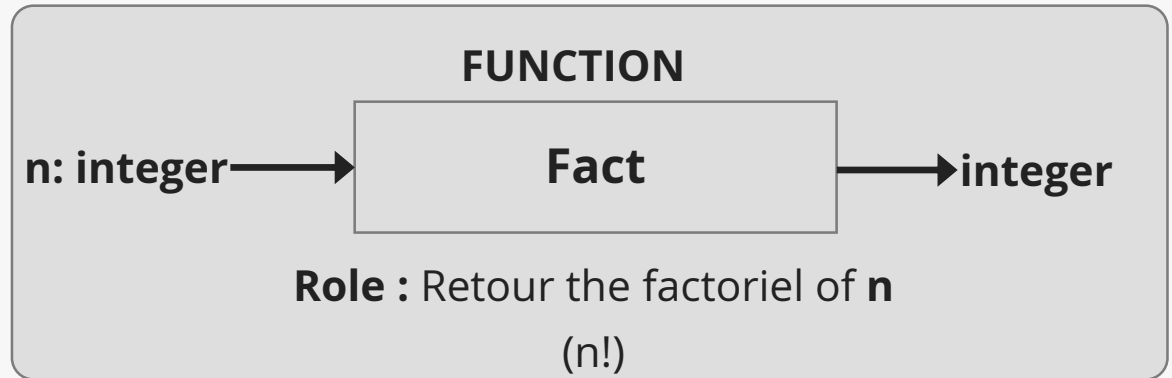 FUNCTION
n: integer
Fact
integer
Role : Retour the factoriel of n
(n!)